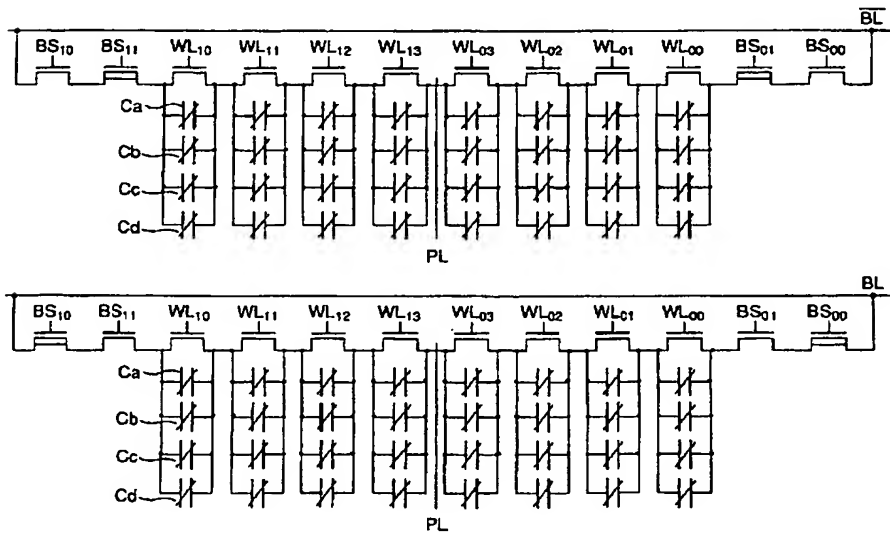 B̅L̅
BS₁₀ BS₁₁ WL₁₀ WL₁₁ WL₁₂ WL₁₃ WL₀₃ WL₀₂ WL₀₁ WL₀₀ BS₀₁ BS₀₀
Ca
Cb
Cc
Cd
PL
BL
BS₁₀ BS₁₁ WL₁₀ WL₁₁ WL₁₂ WL₁₃ WL₀₃ WL₀₂ WL₀₁ WL₀₀ BS₀₁ BS₀₀
Ca
Cb
Cc
Cd
PL